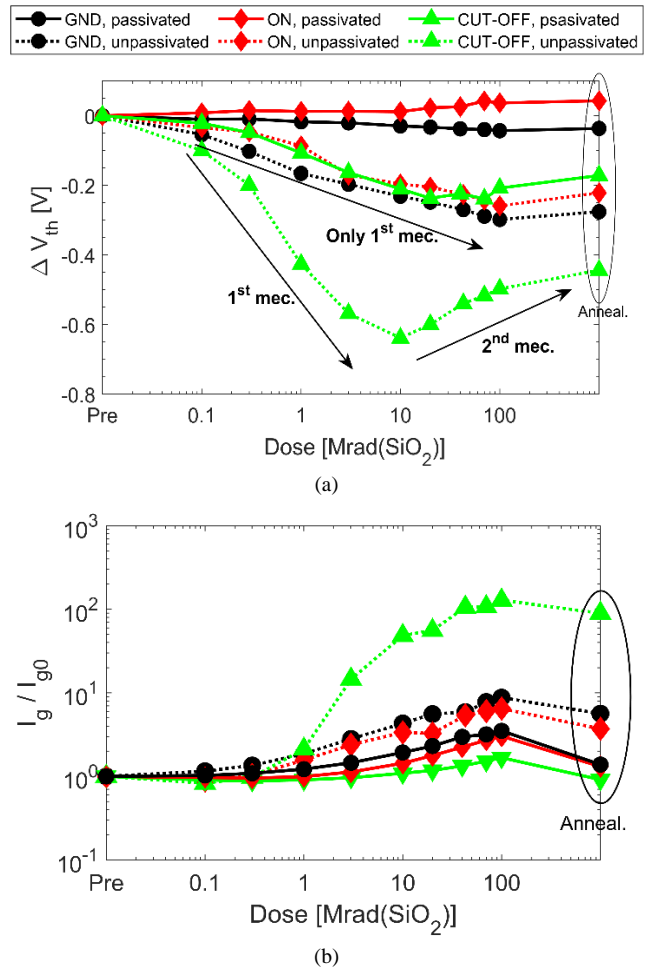 GND, passivated ON, passivated CUT-OFF, psasivated
GND, unpassivated ON, unpassivated CUT-OFF, unpassivated
0
-0.2
-0.4
-0.6
-0.8
Δ V_th [V]
Only 1st mec.
1st mec.
2nd mec.
Anneal.
Pre 0.1 1 10 100
Dose [Mrad(SiO2)]
(a)
10^3
10^2
10^1
10^0
10^-1
I_g / I_g0
Anneal.
Pre 0.1 1 10 100
Dose [Mrad(SiO2)]
(b)